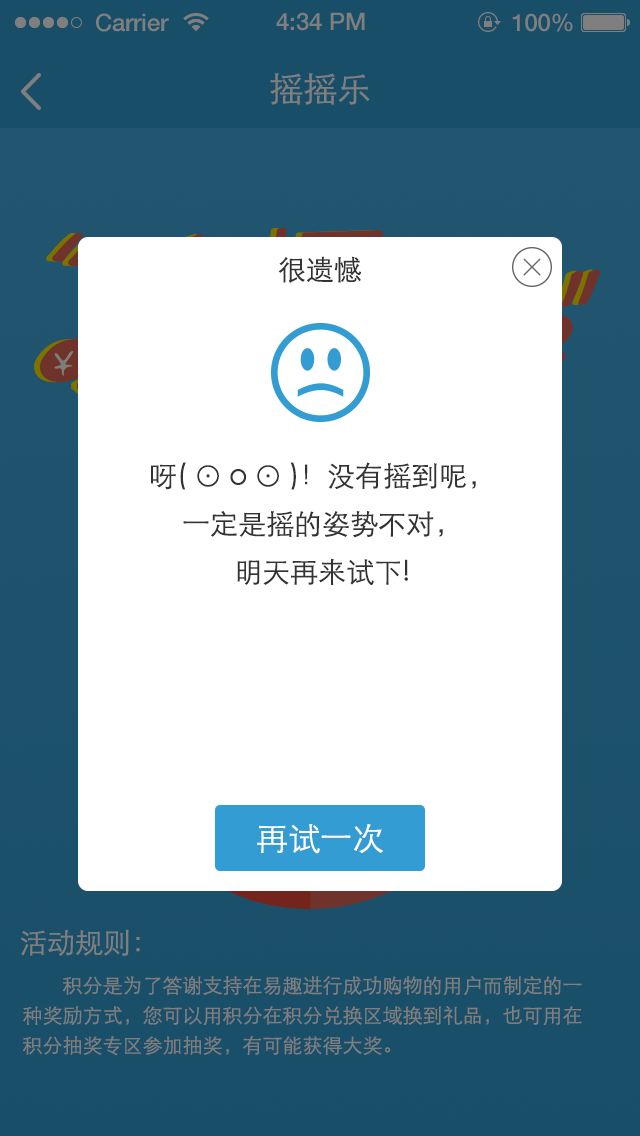 Carrier 4:34 PM 100%
摇摇乐
很遗憾
¥
呀(⊙o⊙)！没有摇到呢，
一定是摇的姿势不对，
明天再来试下!
再试一次
活动规则：
积分是为了答谢支持在易趣进行成功购物的用户而制定的一
种奖励方式，您可以用积分在积分兑换区域换到礼品，也可用在
积分抽奖专区参加抽奖，有可能获得大奖。